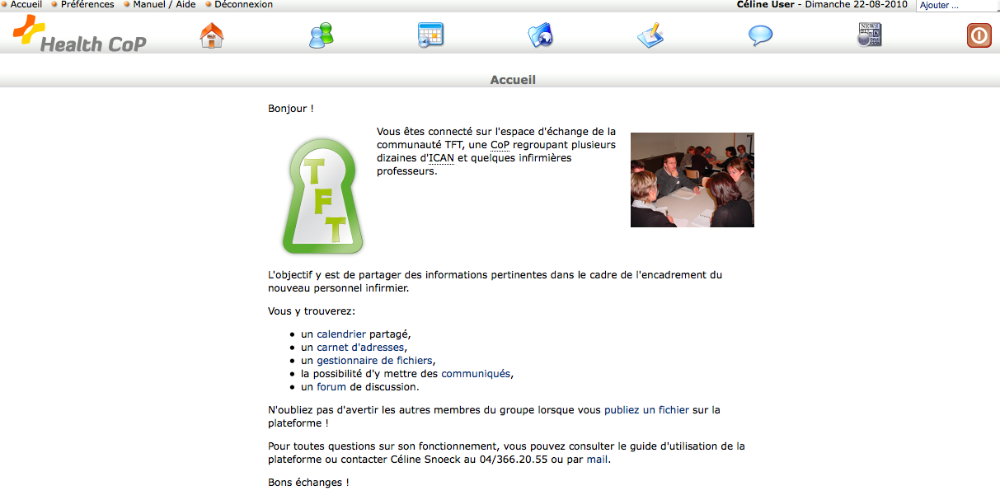 Accueil Préférences Manuel / Aide Déconnexion Céline User - Dimanche 22-08-2010 Ajouter ...
Health CoP
NEWS
Accueil
Bonjour !
Vous êtes connecté sur l'espace d'échange de la
communauté TFT, une CoP regroupant plusieurs
dizaines d'ICAN et quelques infirmières
professeurs.
T
F
T
L'objectif y est de partager des informations pertinentes dans le cadre de l'encadrement du
nouveau personnel infirmier.
Vous y trouverez:
• un calendrier partagé,
• un carnet d'adresses,
• un gestionnaire de fichiers,
• la possibilité d'y mettre des communiqués,
• un forum de discussion.
N'oubliez pas d'avertir les autres membres du groupe lorsque vous publiez un fichier sur la
plateforme !
Pour toutes questions sur son fonctionnement, vous pouvez consulter le guide d'utilisation de la
plateforme ou contacter Céline Snoeck au 04/366.20.55 ou par mail.
Bons échanges !